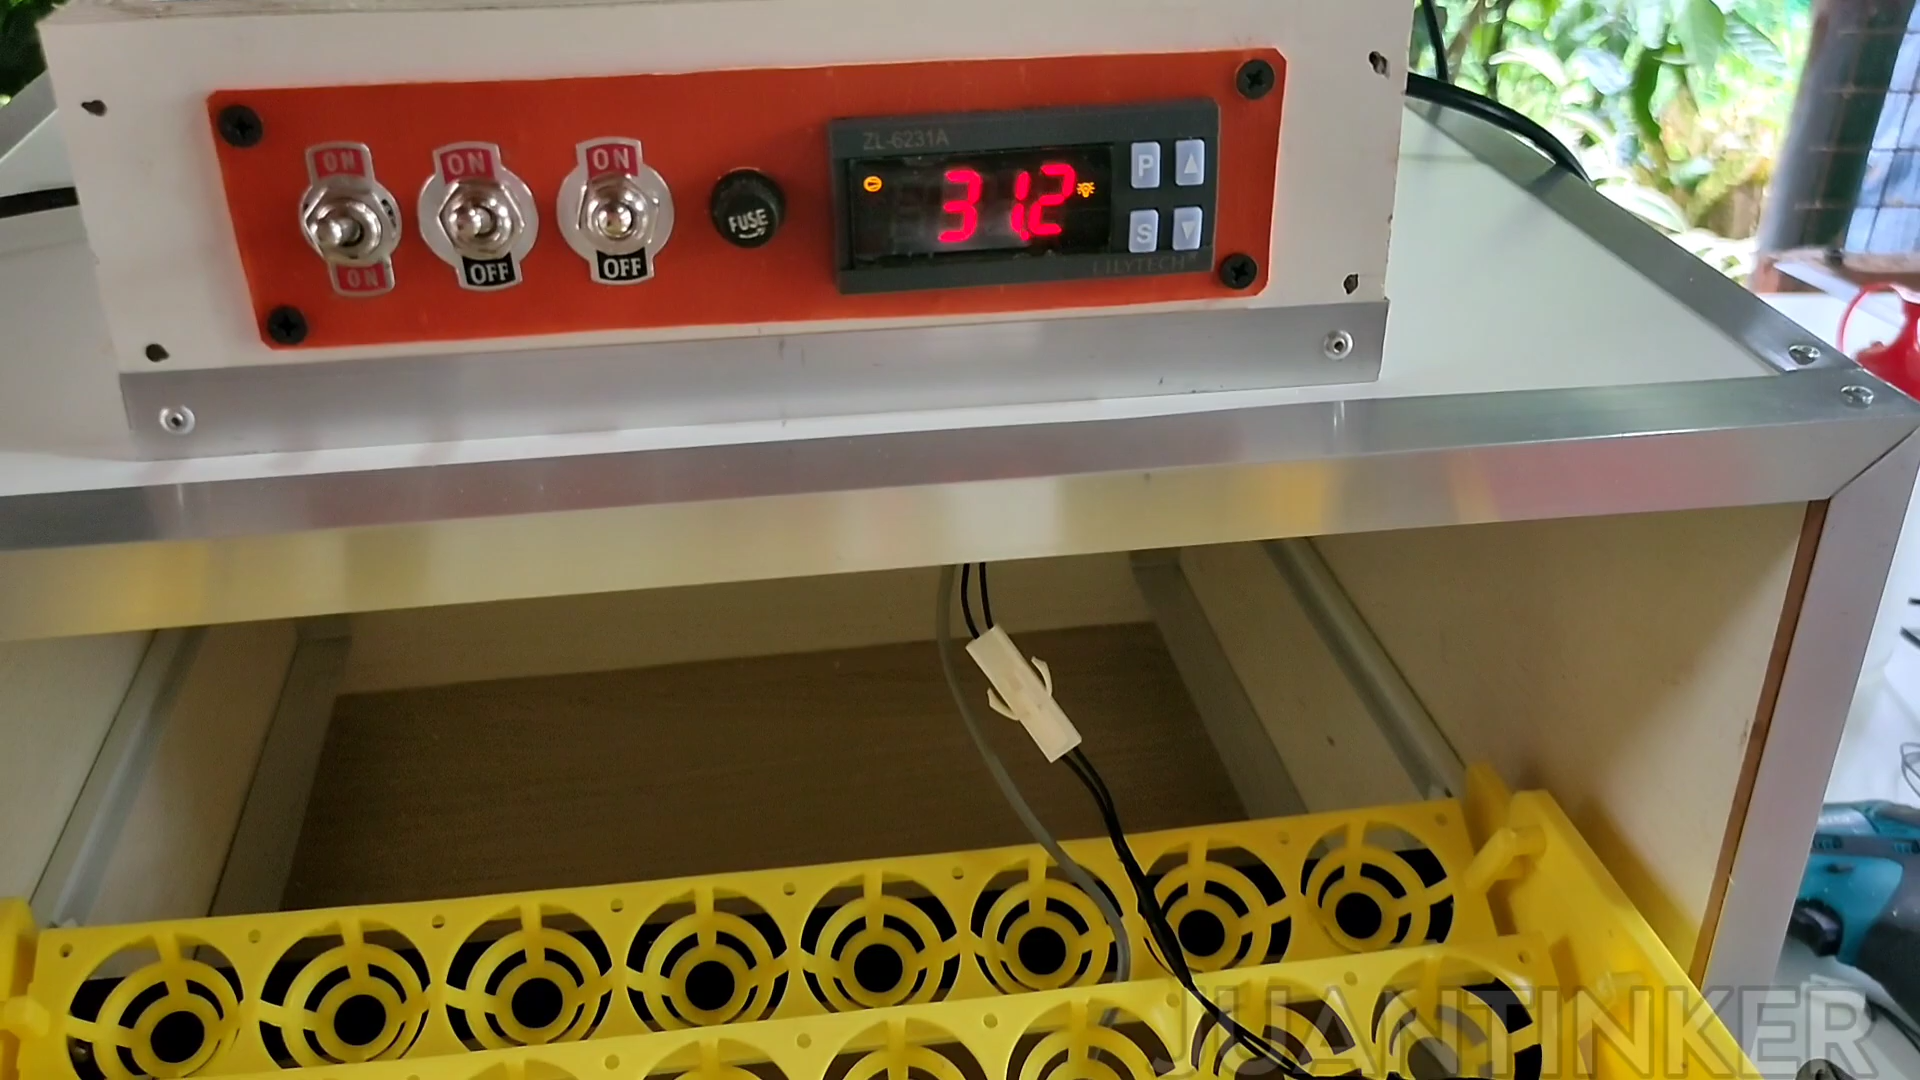 ON
ON
ON
ON
OFF
OFF
FUSE
ZL-6231A
31.2
P
S
LILYTECH
JUANTINKER